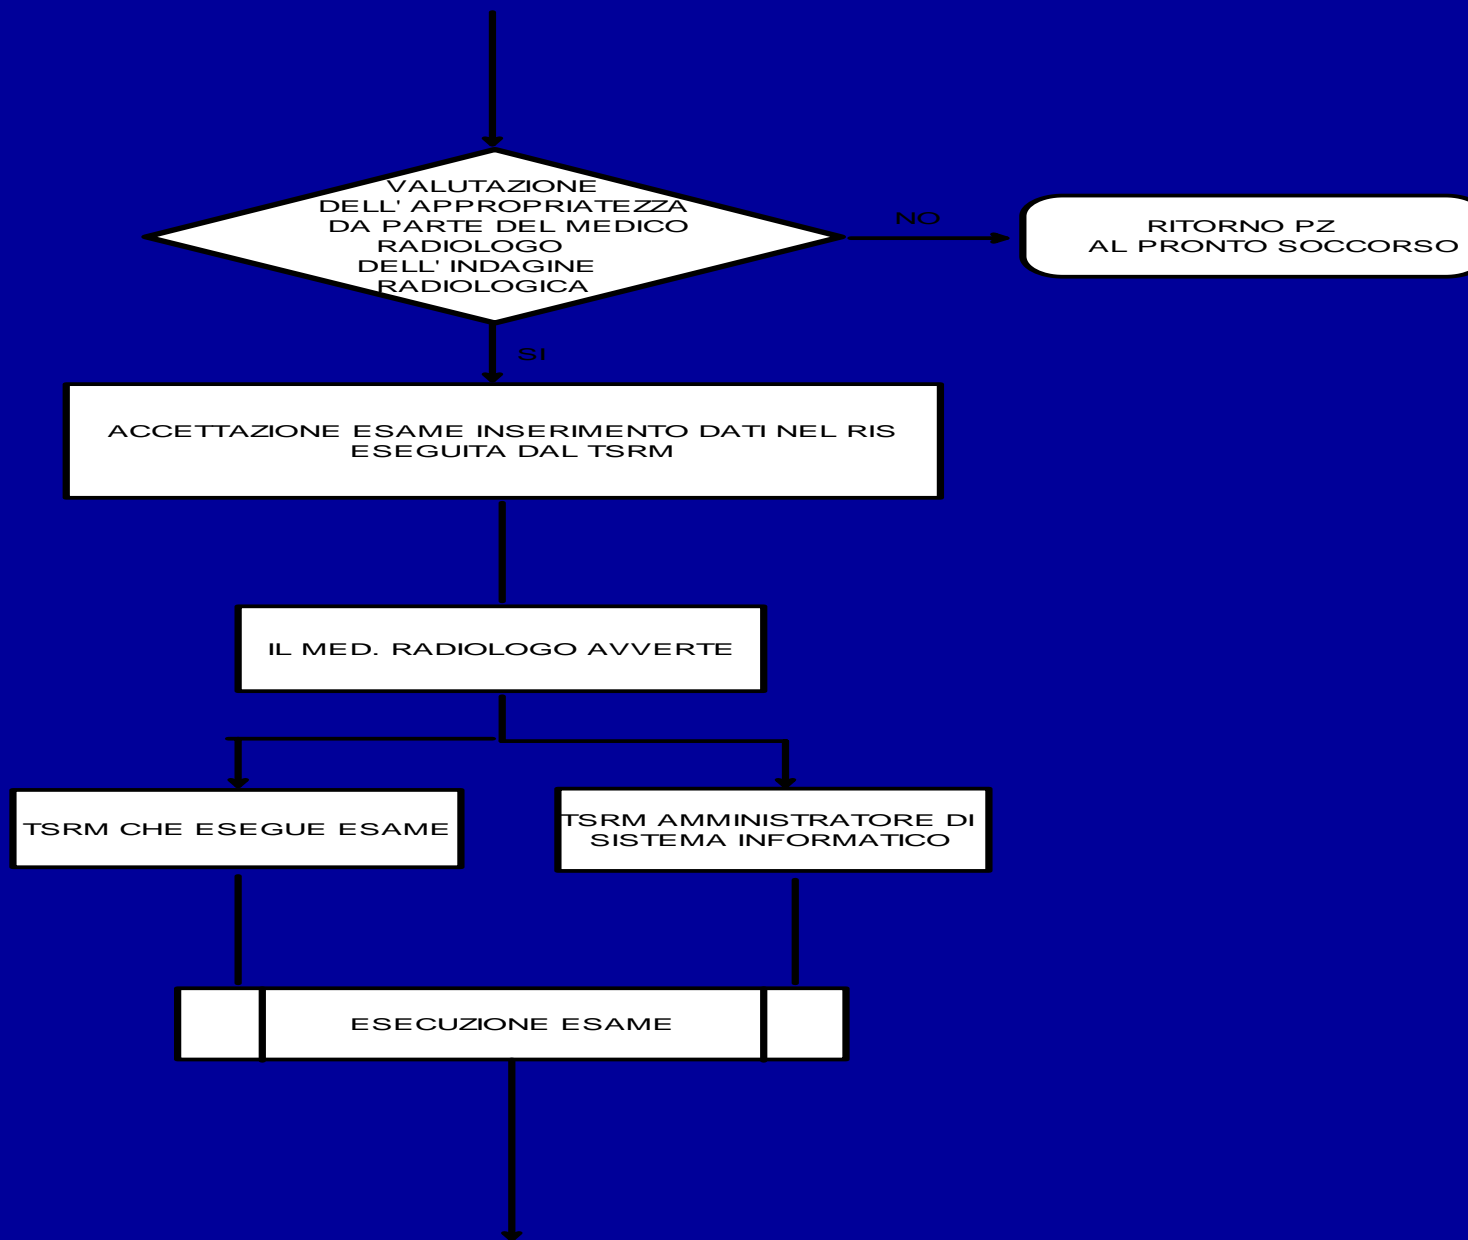 VALUTAZIONE
DELL' APPROPRIATEZZA
DA PARTE DEL MEDICO
RADIOLOGO
DELL' INDAGINE
RADIOLOGICA
NO
RITORNO PZ
AL PRONTO SOCCORSO
SI
ACCETTAZIONE ESAME INSERIMENTO DATI NEL RIS
ESEGUITA DAL TSRM
IL MED. RADIOLOGO AVVERTE
TSRM CHE ESEGUE ESAME
TSRM AMMINISTRATORE DI
SISTEMA INFORMATICO
ESECUZIONE ESAME